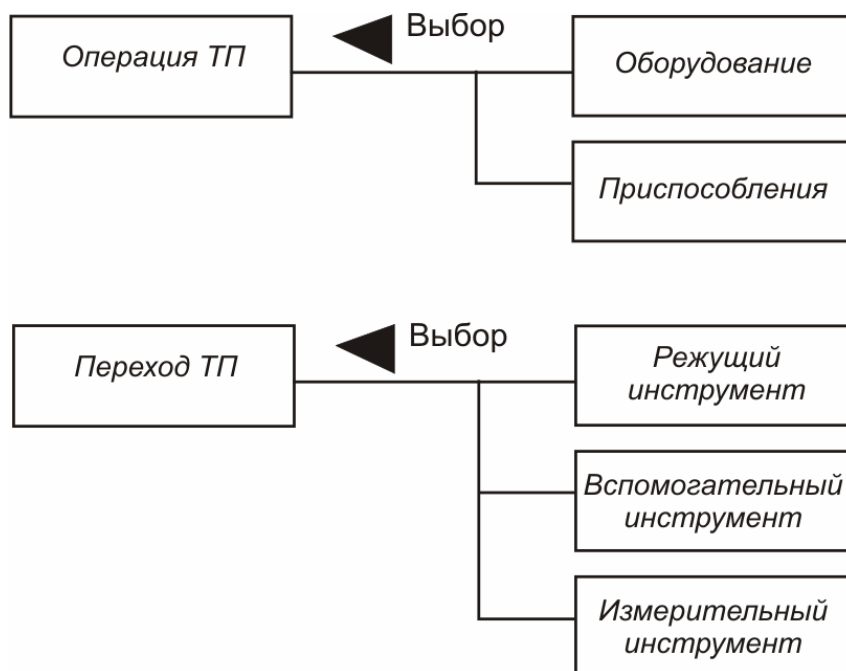 Выбор
Операция ТП
Оборудование
Приспособления
Выбор
Переход ТП
Режущий
инструмент
Вспомогательный
инструмент
Измерительный
инструмент